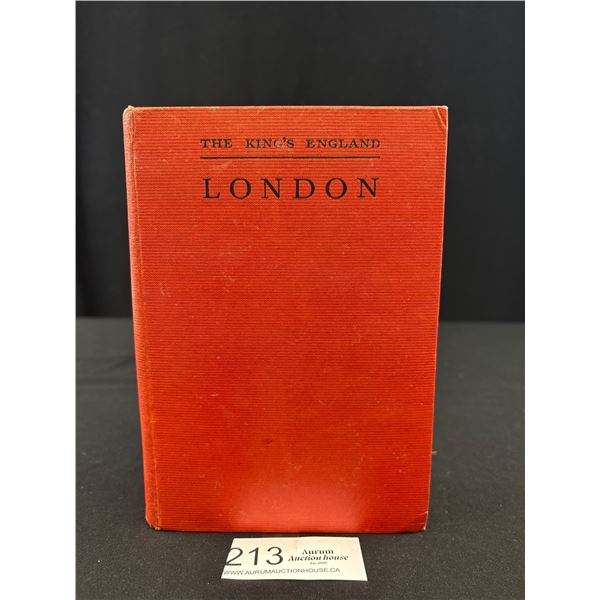 THE KING'S ENGLAND
LONDON
213 Aurum
Auction house
WWW.AURUMAUCTIONHOUSE.CA